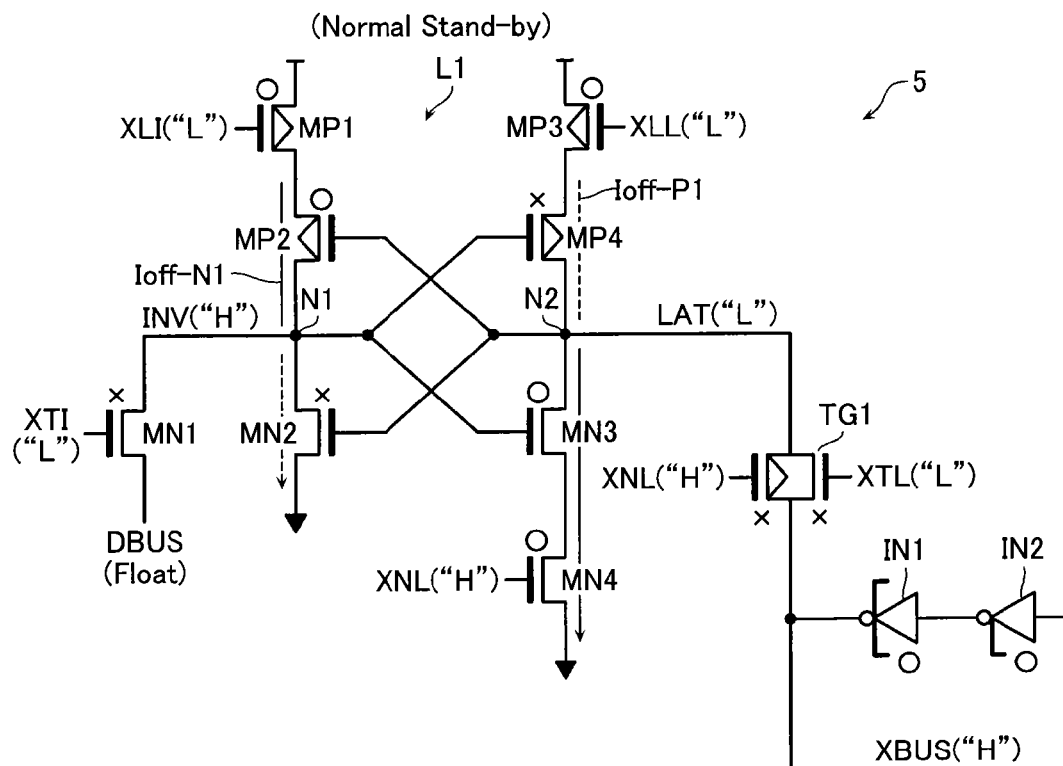 (Normal Stand-by)
L1
5
XLI("L")
MP1
MP3
XLL("L")
Ioff-P1
MP2
MP4
Ioff-N1
N1
N2
INV("H")
LAT("L")
XTI
("L")
MN1
MN2
MN3
TG1
XNL("H")
XTL("L")
DBUS
(Float)
XNL("H")
MN4
IN1
IN2
XBUS("H")